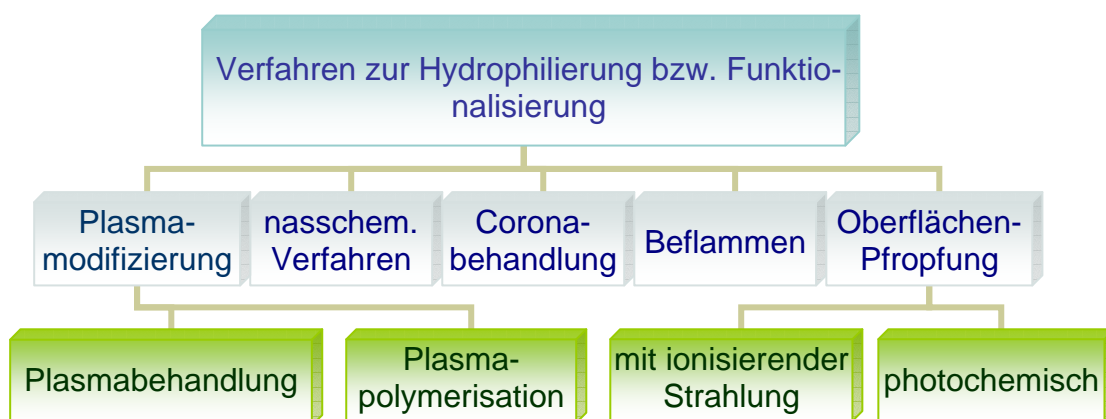 Verfahren zur Hydrophilierung bzw. Funktio-
nalisierung
Plasma-
modifizierung
nasschem.
Verfahren
Corona-
behandlung
Beflammen
Oberflächen-
Pfropfung
Plasmabehandlung
Plasma-
polymerisation
mit ionisierender
Strahlung
photochemisch